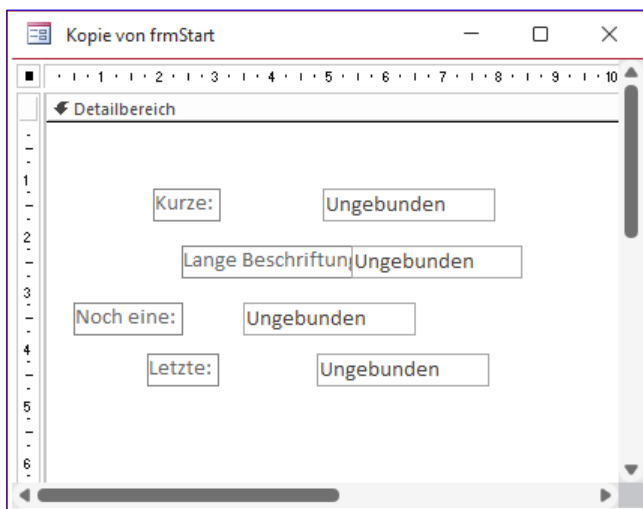 Kopie von frmStart
1 2 3 4 5 6 7 8 9 10
Detailbereich
1
Kurze: Ungebunden
2
Lange Beschriftung Ungebunden
3
Noch eine: Ungebunden
4
Letzte: Ungebunden
5
6